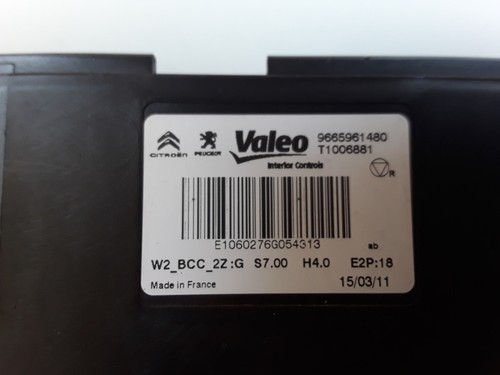 CITROËN PEUGEOT Valeo 9665961480
T1006881
Interior Controls
R
E1060276G054313
ab
W2_BCC_2Z:G S7.00 H4.0 E2P:18
Made in France 15/03/11